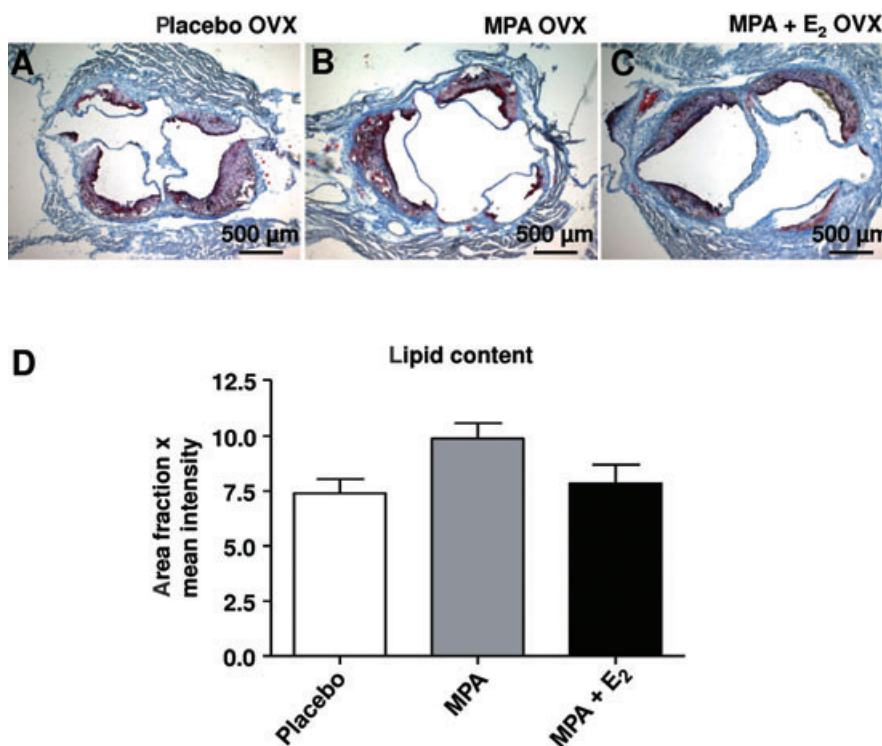 Placebo OVX
MPA OVX
MPA + E₂ OVX
A
B
C
500 µm
500 µm
500 µm
D
Lipid content
Area fraction x
mean intensity
12.5
10.0
7.5
5.0
2.5
0.0
Placebo
MPA
MPA + E₂